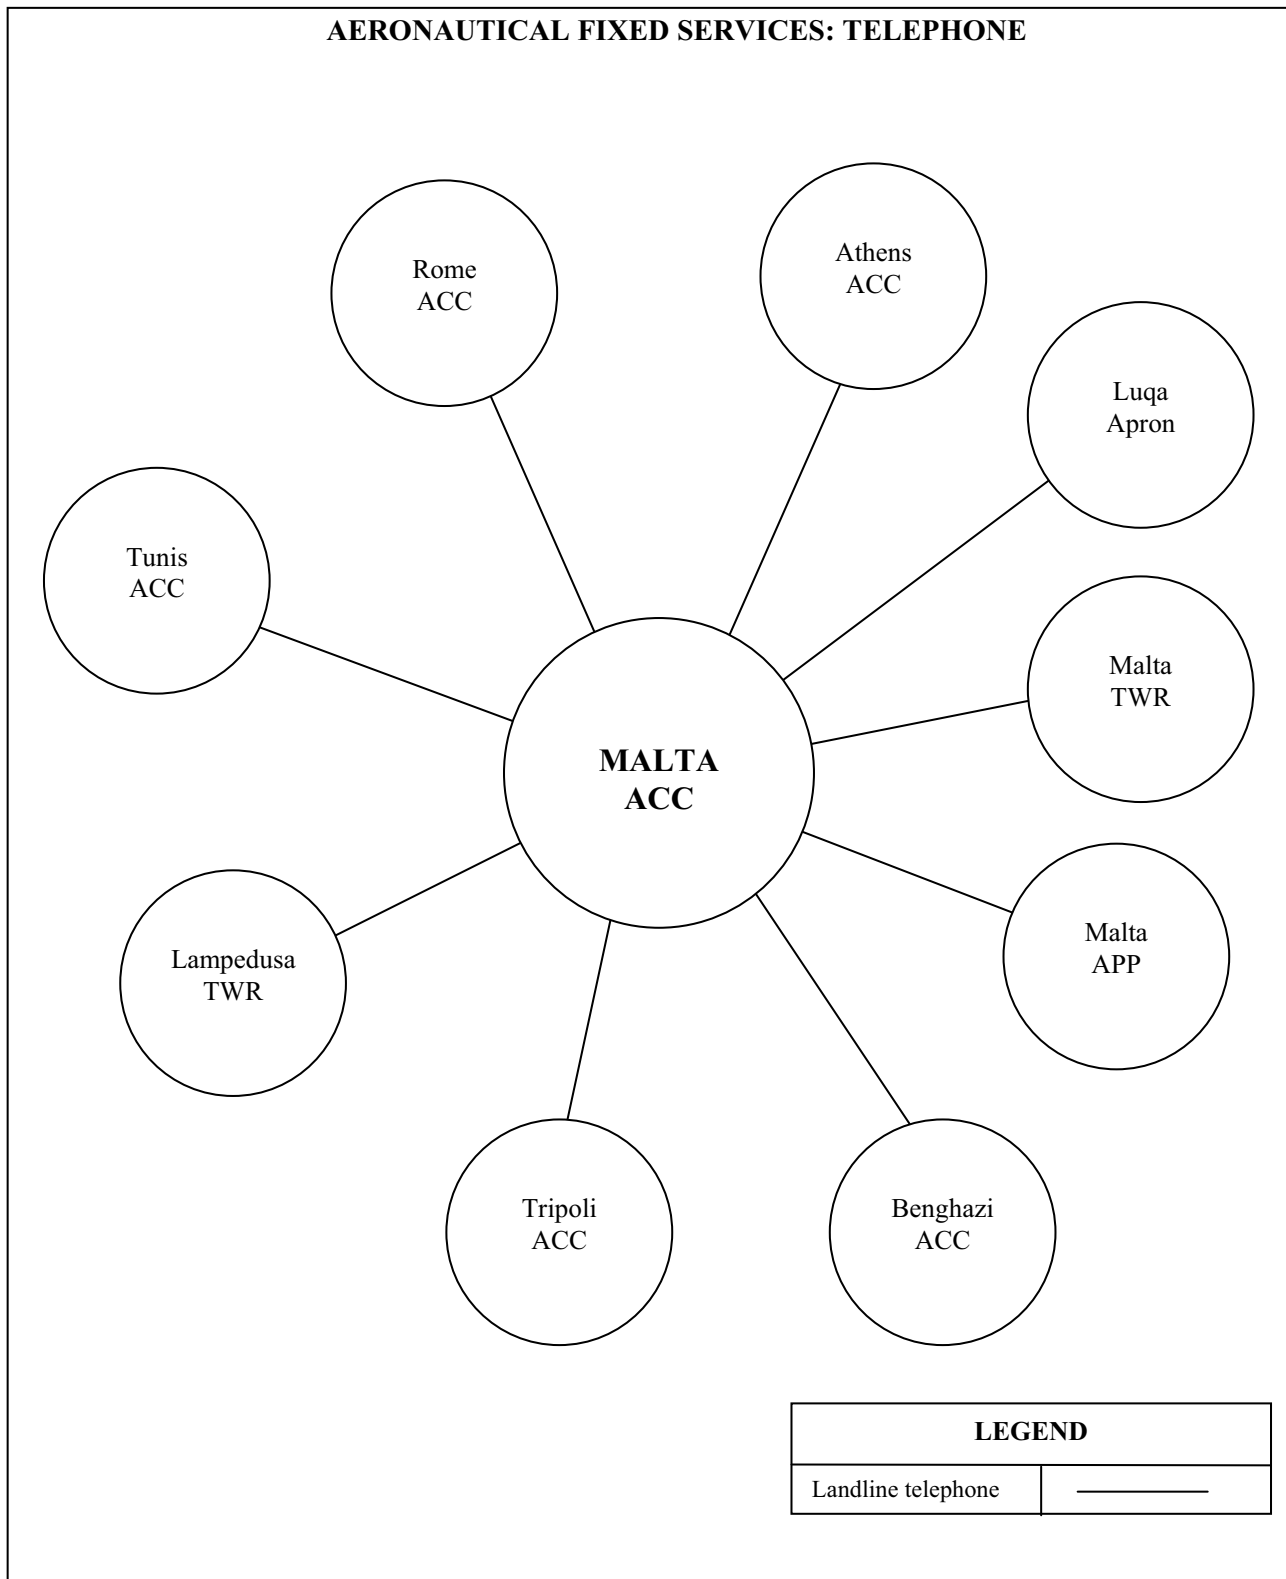 AERONAUTICAL FIXED SERVICES: TELEPHONE
Rome
ACC
Athens
ACC
Luqa
Apron
Tunis
ACC
Malta
TWR
MALTA
ACC
Lampedusa
TWR
Malta
APP
Tripoli
ACC
Benghazi
ACC
LEGEND
Landline telephone